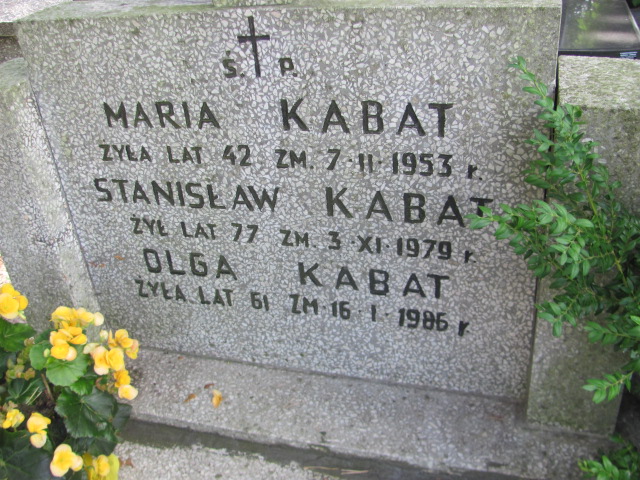 Ś. P.
MARIA KABAT
ŻYŁA LAT 42 ZM. 7·II·1953 r.
STANISŁAW KABAT
ŻYŁ LAT 77 ZM. 3·XI·1979 r.
OLGA KABAT
ŻYŁA LAT 61 ZM 16·I·1986 r.